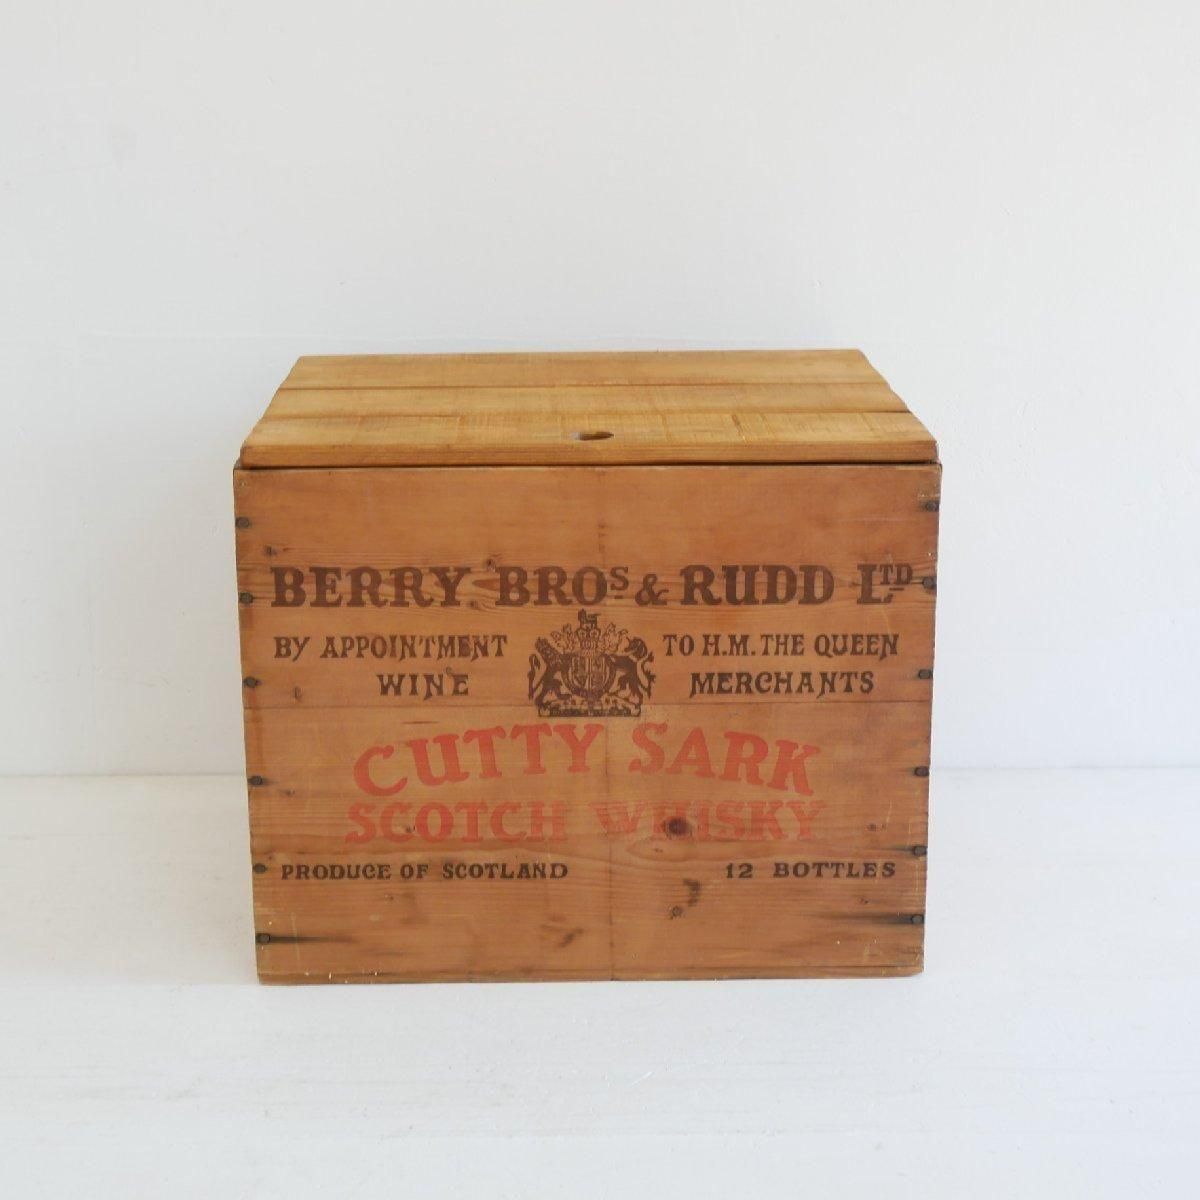 BERRY BROS & RUDD LTD
BY APPOINTMENT TO H.M. THE QUEEN
WINE MERCHANTS
CUTTY SARK
SCOTCH WHISKY
PRODUCE OF SCOTLAND 12 BOTTLES